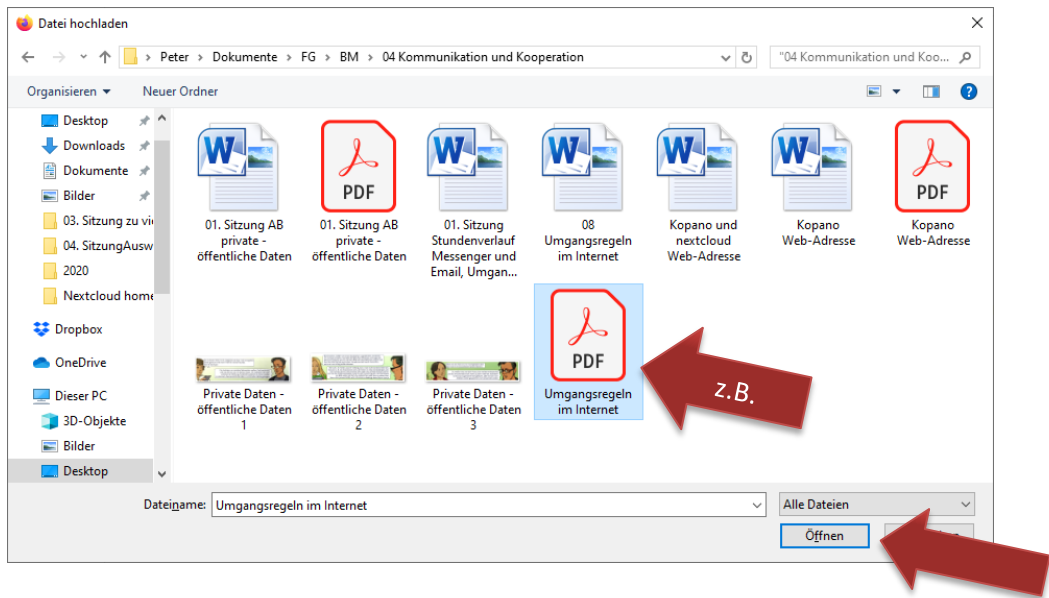 Datei hochladen
Peter > Dokumente > FG > BM > 04 Kommunikation und Kooperation
"04 Kommunikation und Koo...
Organisieren
Neuer Ordner
Desktop
Downloads
Dokumente
Bilder
03. Sitzung zu vi
04. SitzungAusw
2020
Nextcloud home
Dropbox
OneDrive
Dieser PC
3D-Objekte
Bilder
Desktop
W
PDF
W
W
W
W
PDF
01. Sitzung AB
private -
öffentliche Daten
01. Sitzung AB
private -
öffentliche Daten
01. Sitzung
Stundenverlauf
Messenger und
Email, Umgan...
08
Umgangsregeln
im Internet
Kopano und
nextcloud
Web-Adresse
Kopano
Web-Adresse
Kopano
Web-Adresse
PDF
Private Daten -
öffentliche Daten
1
Private Daten -
öffentliche Daten
2
Private Daten -
öffentliche Daten
3
Umgangsregeln
im Internet
z.B.
Dateiname:
Umgangsregeln im Internet
Alle Dateien
Öffnen